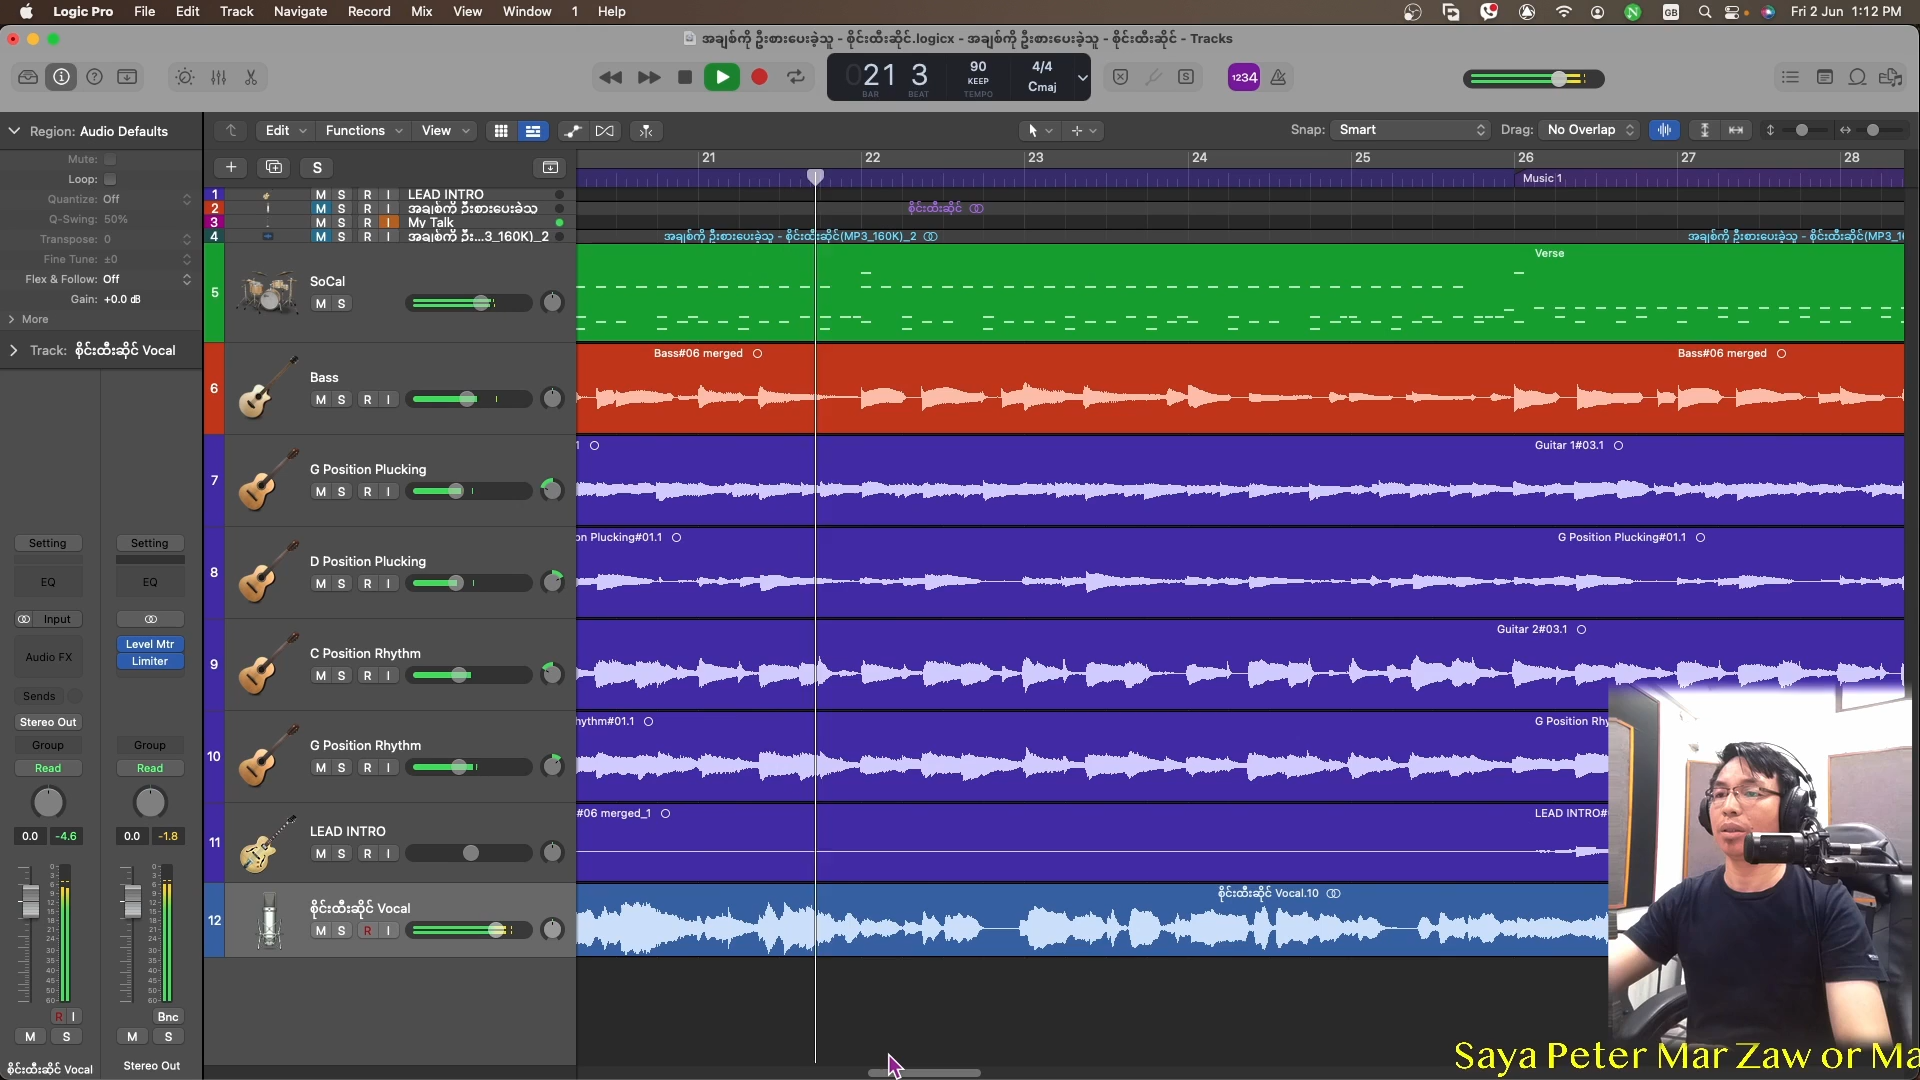 Logic Pro File Edit Track Navigate Record Mix View Window 1 Help
GB Fri 2 Jun 1:12 PM
အချစ်ကို ဦးစားပေးခဲ့သူ - စိုင်းထီးဆိုင်.logicx - အချစ်ကို ဦးစားပေးခဲ့သူ - စိုင်းထီးဆိုင် - Tracks
021 3 90 4/4
KEEP Cmaj
BAR BEAT TEMPO
S 1234
Region: Audio Defaults
Edit Functions View Snap: Smart Drag: No Overlap
Mute:
Loop:
Quantize: Off
Q-Swing: 50%
Transpose: 0
Fine Tune: ±0
Flex & Follow: Off
Gain: +0.0 dB
More
Track: စိုင်းထီးဆိုင် Vocal
S
21 22 23 24 25 26 27 28
Music 1
1 M S R I LEAD INTRO
2 M S R I အချစ်ကို ဦးစားပေးခဲ့သူ
စိုင်းထီးဆိုင်
3 M S R I My Talk
4 M S R I အချစ်ကို ဦး...3_160K)_2
အချစ်ကို ဦးစားပေးခဲ့သူ - စိုင်းထီးဆိုင်(MP3_160K)_2
အချစ်ကို ဦးစားပေးခဲ့သူ - စိုင်းထီးဆိုင်(MP3_16
5 SoCal
M S
Verse
6 Bass
M S R I
Bass#06 merged Bass#06 merged
7 G Position Plucking
M S R I
1 Guitar 1#03.1
8 D Position Plucking
M S R I
on Plucking#01.1 G Position Plucking#01.1
9 C Position Rhythm
M S R I
Guitar 2#03.1
10 G Position Rhythm
M S R I
hythm#01.1 G Position Rhy
11 LEAD INTRO
M S R I
#06 merged_1 LEAD INTRO#
12 စိုင်းထီးဆိုင် Vocal
M S R I
စိုင်းထီးဆိုင် Vocal.10
Setting Setting
EQ EQ
Input
Level Mtr
Audio FX Limiter
Sends
Stereo Out
Group Group
Read Read
0.0 -4.6 0.0 -1.8
R I Bnc
M S M S
စိုင်းထီးဆိုင် Vocal Stereo Out
Saya Peter Mar Zaw or Ma